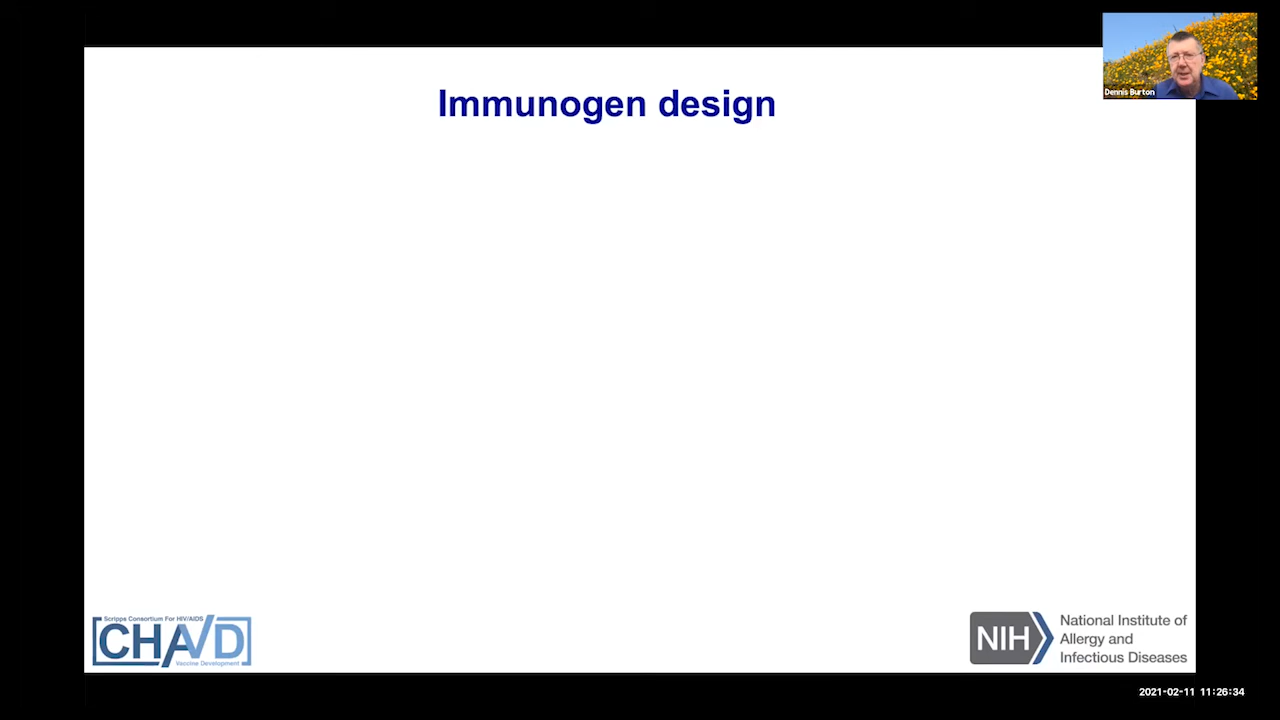 Immunogen design
Dennis Burton
Scripps Consortium For HIV/AIDS
CHAVD
Vaccine Development
NIH
National Institute of
Allergy and
Infectious Diseases
2021-02-11 11:26:34